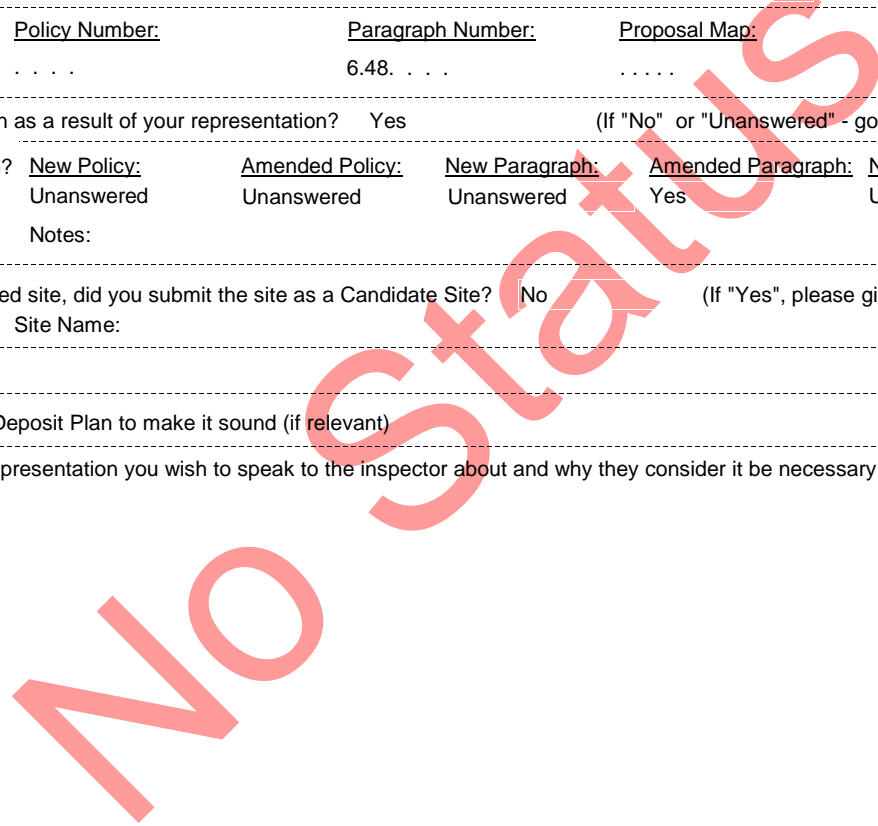 Policy Number: Paragraph Number: Proposal Map:
. . . . 6.48. . . . . . . . .
n as a result of your representation? Yes (If "No" or "Unanswered" - go
? New Policy: Amended Policy: New Paragraph: Amended Paragraph: N
Unanswered Unanswered Unanswered Yes U
Notes:
ed site, did you submit the site as a Candidate Site? No (If "Yes", please gi
Site Name:
Deposit Plan to make it sound (if relevant)
presentation you wish to speak to the inspector about and why they consider it be necessary
No Status